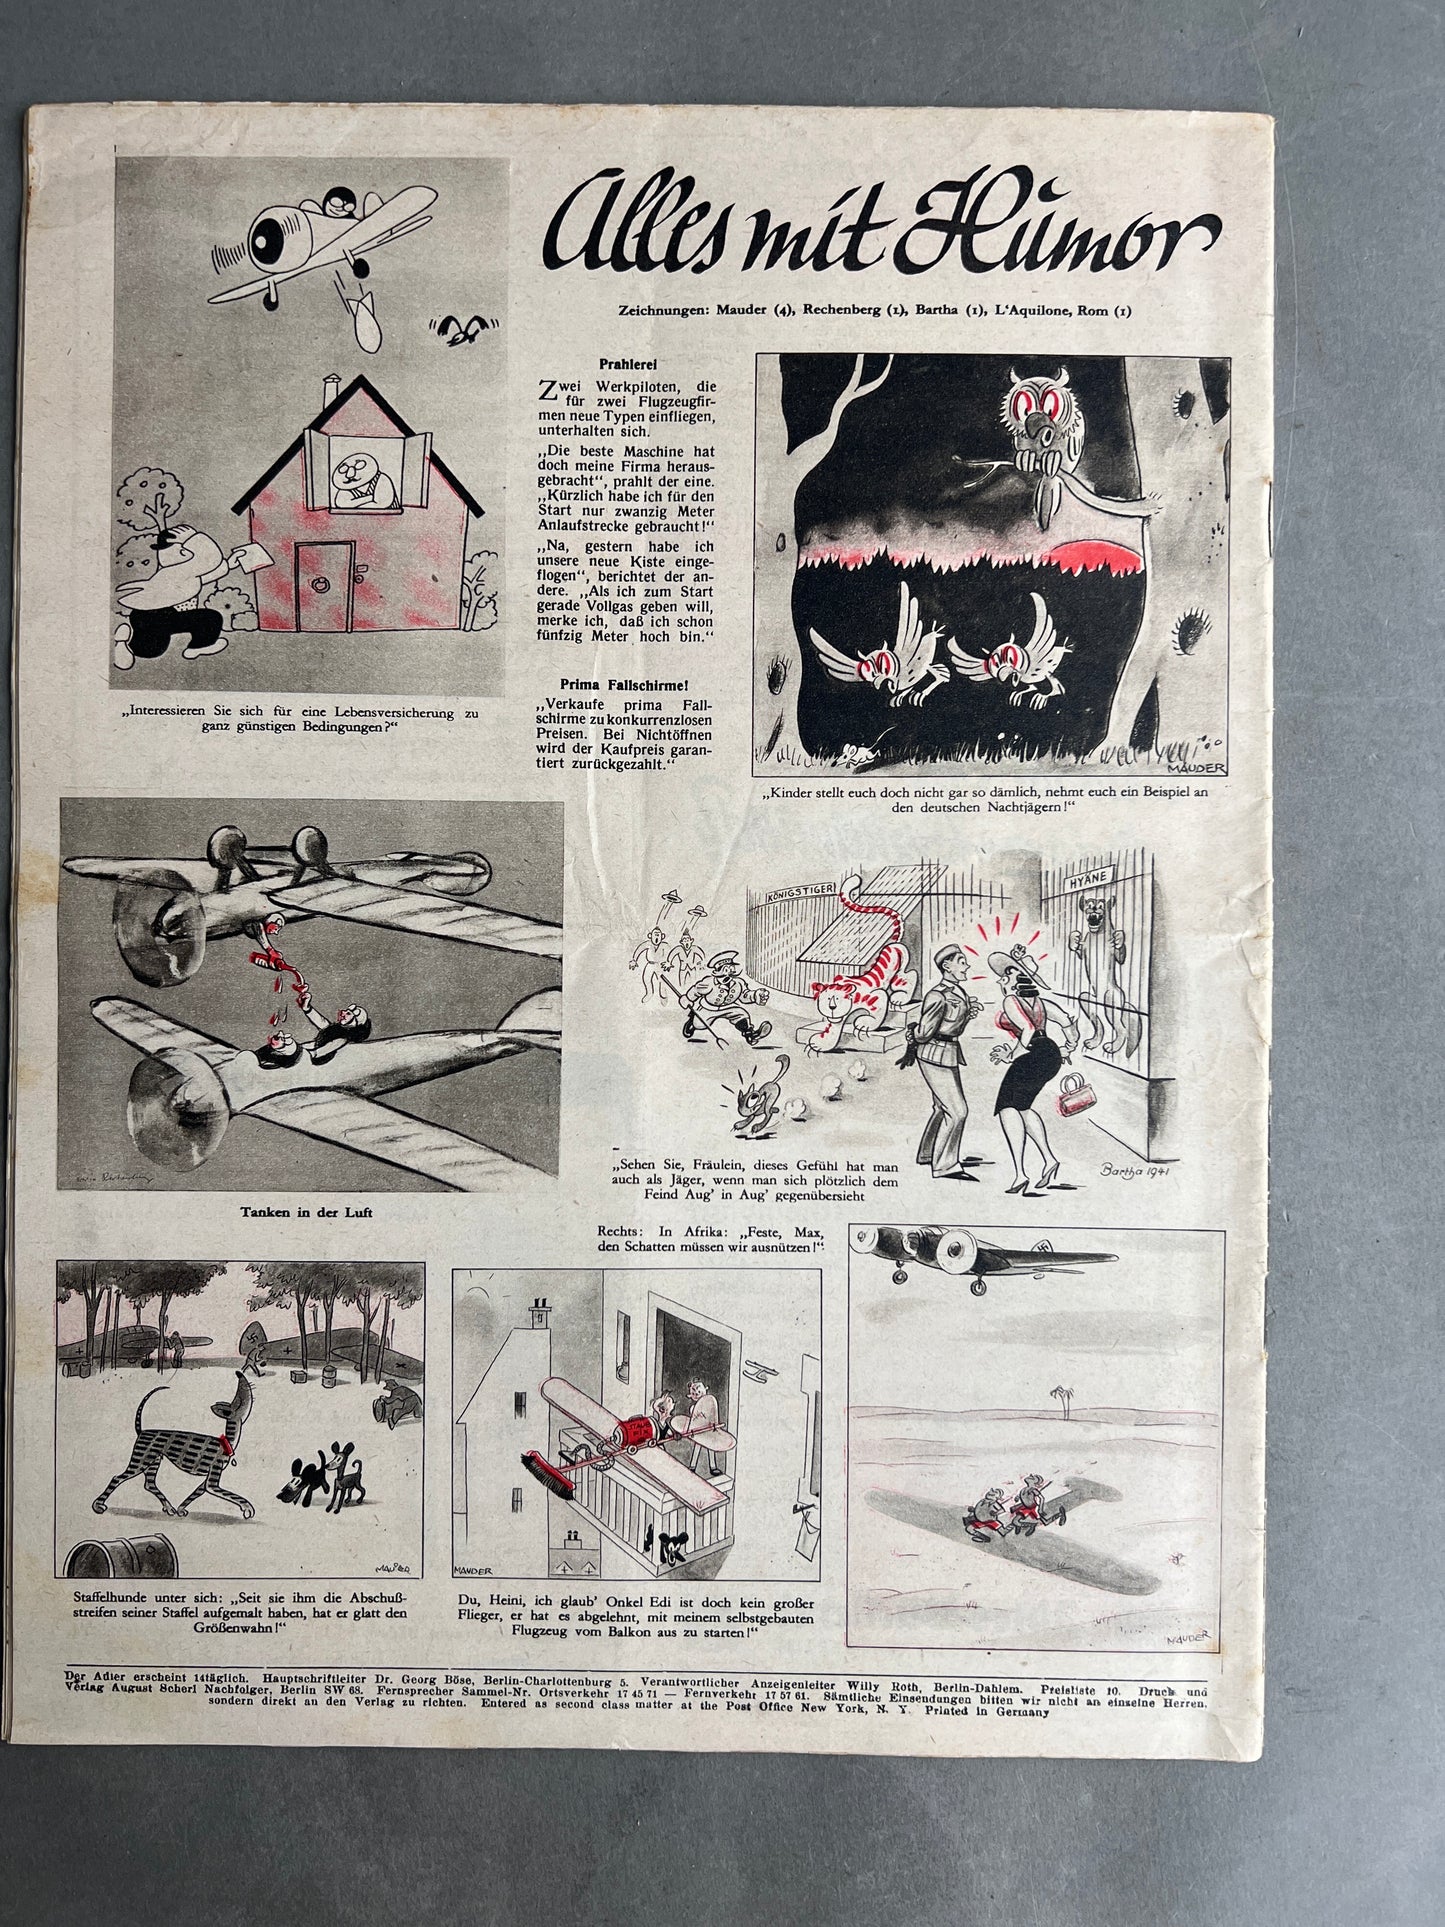 Alles mit Humor
Zeichnungen: Mauder (4), Rechenberg (1), Bartha (1), L'Aquilone, Rom (1)
„Interessieren Sie sich für eine Lebensversicherung zu
ganz günstigen Bedingungen?“
Prahlerei
Zwei Werkpiloten, die
für zwei Flugzeugfir-
men neue Typen einfliegen,
unterhalten sich.
„Die beste Maschine hat
doch meine Firma heraus-
gebracht“, prahlt der eine.
„Kürzlich habe ich für den
Start nur zwanzig Meter
Anlaufstrecke gebraucht!“
„Na, gestern habe ich
unsere neue Kiste einge-
flogen“, berichtet der an-
dere. „Als ich zum Start
gerade Vollgas geben will,
merke ich, daß ich schon
fünfzig Meter hoch bin.“
Prima Fallschirme!
„Verkaufe prima Fall-
schirme zu konkurrenzlosen
Preisen. Bei Nichtöffnen
wird der Kaufpreis garan-
tiert zurückgezahlt.“
MAUDER
„Kinder stellt euch doch nicht gar so dämlich, nehmt euch ein Beispiel an
den deutschen Nachtjägern!“
Tanken in der Luft
KÖNIGSTIGER
HYÄNE
Bartha 1941
„Sehen Sie, Fräulein, dieses Gefühl hat man
auch als Jäger, wenn man sich plötzlich dem
Feind Aug' in Aug' gegenübersieht
Rechts: In Afrika: „Feste, Max,
den Schatten müssen wir ausnützen!“
MAUDER
Staffelhunde unter sich: „Seit sie ihm die Abschuß-
streifen seiner Staffel aufgemalt haben, hat er glatt den
Größenwahn!“
MAUDER
Du, Heini, ich glaub' Onkel Edi ist doch kein großer
Flieger, er hat es abgelehnt, mit meinem selbstgebauten
Flugzeug vom Balkon aus zu starten!“
MAUDER
Der Adler erscheint 14täglich. Hauptschriftleiter Dr. Georg Böse, Berlin-Charlottenburg 5. Verantwortlicher Anzeigenleiter Willy Roth, Berlin-Dahlem. Preisliste 10. Druck und
Verlag August Scherl Nachfolger, Berlin SW 68. Fernsprecher Sammel-Nr. Ortsverkehr 17 45 71 — Fernverkehr 17 57 61. Sämtliche Einsendungen bitten wir nicht an einzelne Herren,
sondern direkt an den Verlag zu richten. Entered as second class matter at the Post Office New York, N. Y. Printed in Germany